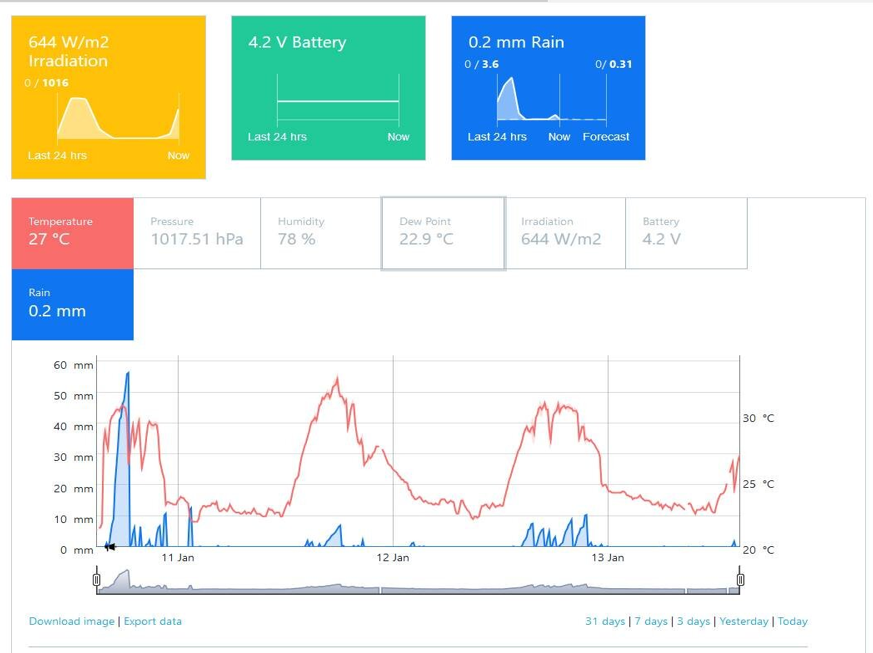 644 W/m2
Irradiation
0 / 1016
Last 24 hrs Now
4.2 V Battery
Last 24 hrs Now
0.2 mm Rain
0 / 3.6 0/ 0.31
Last 24 hrs Now Forecast
Temperature
27 °C
Pressure
1017.51 hPa
Humidity
78 %
Dew Point
22.9 °C
Irradiation
644 W/m2
Battery
4.2 V
Rain
0.2 mm
60 mm
50 mm
40 mm
30 mm
20 mm
10 mm
0 mm
30 °C
25 °C
20 °C
11 Jan 12 Jan 13 Jan
Download image | Export data
31 days | 7 days | 3 days | Yesterday | Today